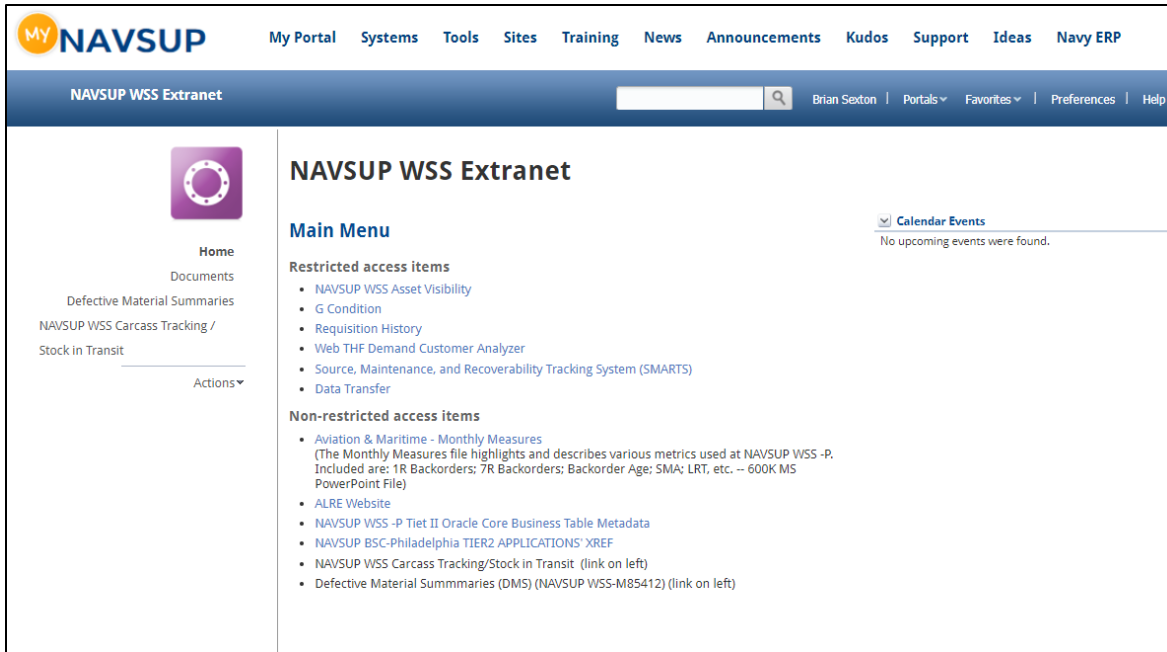 MY NAVSUP
My Portal Systems Tools Sites Training News Announcements Kudos Support Ideas Navy ERP
NAVSUP WSS Extranet
Brian Sexton | Portals Favorites | Preferences | Help
NAVSUP WSS Extranet
Home
Documents
Defective Material Summaries
NAVSUP WSS Carcass Tracking /
Stock in Transit
Actions
Main Menu
Restricted access items
• NAVSUP WSS Asset Visibility
• G Condition
• Requisition History
• Web THF Demand Customer Analyzer
• Source, Maintenance, and Recoverability Tracking System (SMARTS)
• Data Transfer
Non-restricted access items
• Aviation & Maritime - Monthly Measures
(The Monthly Measures file highlights and describes various metrics used at NAVSUP WSS -P.
Included are: 1R Backorders; 7R Backorders; Backorder Age; SMA; LRT, etc. -- 600K MS
PowerPoint File)
• ALRE Website
• NAVSUP WSS -P Tiet II Oracle Core Business Table Metadata
• NAVSUP BSC-Philadelphia TIER2 APPLICATIONS' XREF
• NAVSUP WSS Carcass Tracking/Stock in Transit (link on left)
• Defective Material Summmaries (DMS) (NAVSUP WSS-M85412) (link on left)
Calendar Events
No upcoming events were found.